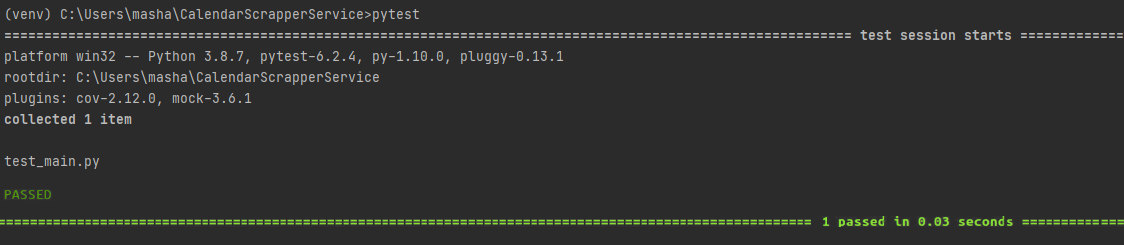 (venv) C:\Users\masha\CalendarScrapperService>pytest
========================================================================================================== test session starts =============
platform win32 -- Python 3.8.7, pytest-6.2.4, py-1.10.0, pluggy-0.13.1
rootdir: C:\Users\masha\CalendarScrapperService
plugins: cov-2.12.0, mock-3.6.1
collected 1 item
test_main.py
PASSED
===================================================================================================== 1 passed in 0.03 seconds =============